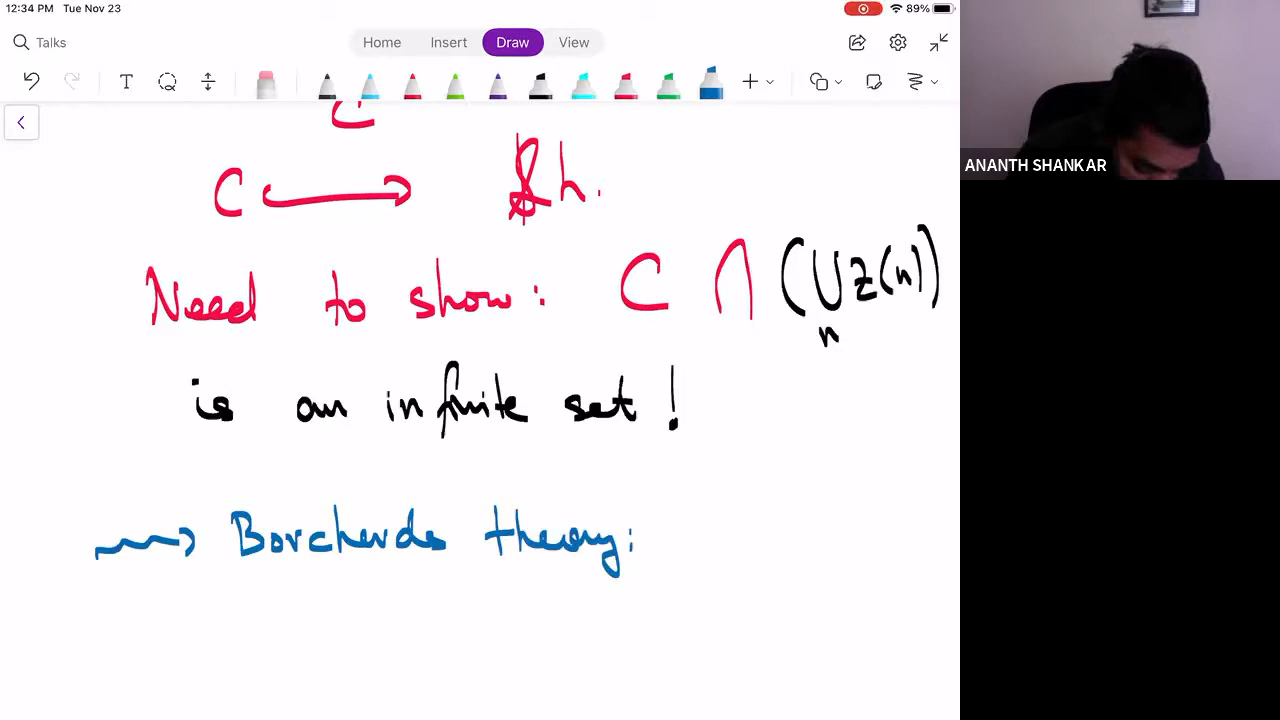 12:34 PM Tue Nov 23
89%
Talks
Home Insert Draw View
T
C
C ⟶ Sh.
Need to show: C ∩ (∪ Z(n))
n
is an infinite set!
⇝ Borcherds theory:
ANANTH SHANKAR